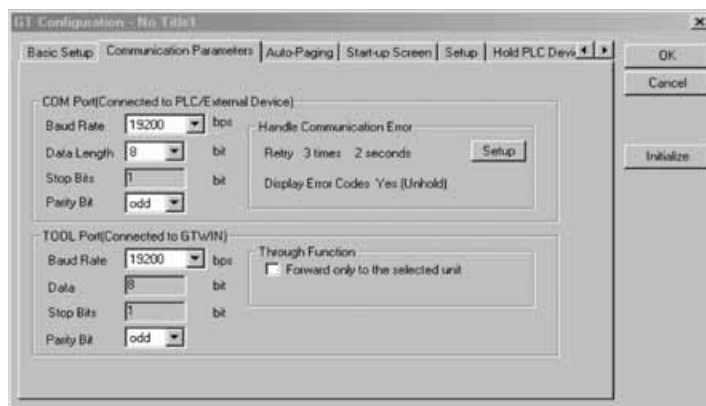 GT Configuration - No Title1
Basic Setup Communication Parameters Auto-Paging Start-up Screen Setup Hold PLC Devi
OK
Cancel
Initialize
COM Port(Connected to PLC/External Device)
Baud Rate 19200 bps
Data Length 8 bit
Stop Bits 1 bit
Parity Bit odd
Handle Communication Error
Retry 3 times 2 seconds Setup
Display Error Codes Yes (Unhold)
TOOL Port(Connected to GTWIN)
Baud Rate 19200 bps
Data 8 bit
Stop Bits 1 bit
Parity Bit odd
Through Function
Forward only to the selected unit